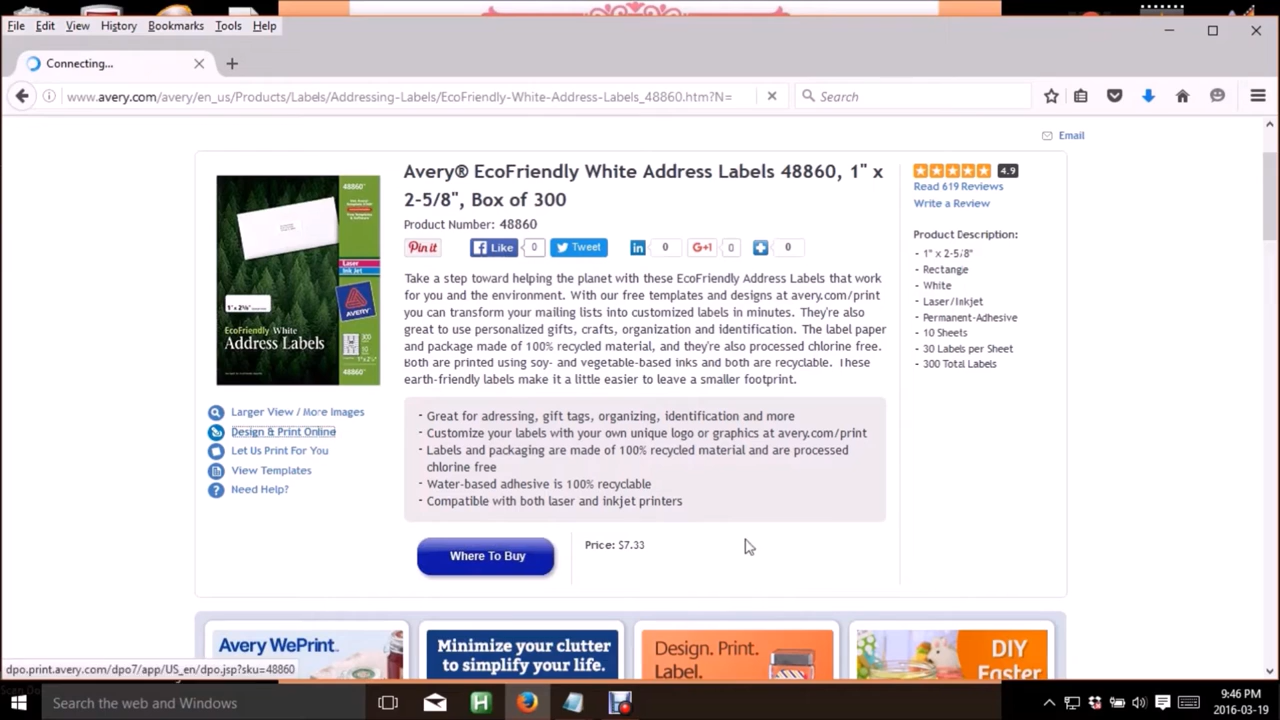 File Edit View History Bookmarks Tools Help
Connecting...
www.avery.com/avery/en_us/Products/Labels/Addressing-Labels/EcoFriendly-White-Address-Labels_48860.htm?N=
Search
Email
Avery® EcoFriendly White Address Labels 48860, 1" x
2-5/8", Box of 300
Product Number: 48860
Pin it
Like 0
Tweet
0
G+1 0
0
4.9
Read 619 Reviews
Write a Review
Product Description:
- 1" x 2-5/8"
- Rectange
- White
- Laser/Inkjet
- Permanent-Adhesive
- 10 Sheets
- 30 Labels per Sheet
- 300 Total Labels
48860
Laser
Ink Jet
1" x 2⅝"
AVERY
EcoFriendly White
Address Labels
48860
Take a step toward helping the planet with these EcoFriendly Address Labels that work
for you and the environment. With our free templates and designs at avery.com/print
you can transform your mailing lists into customized labels in minutes. They're also
great to use personalized gifts, crafts, organization and identification. The label paper
and package made of 100% recycled material, and they're also processed chlorine free.
Both are printed using soy- and vegetable-based inks and both are recyclable. These
earth-friendly labels make it a little easier to leave a smaller footprint.
Larger View / More Images
Design & Print Online
Let Us Print For You
View Templates
Need Help?
- Great for adressing, gift tags, organizing, identification and more
- Customize your labels with your own unique logo or graphics at avery.com/print
- Labels and packaging are made of 100% recycled material and are processed
chlorine free
- Water-based adhesive is 100% recyclable
- Compatible with both laser and inkjet printers
Where To Buy
Price: $7.33
Avery WePrint
Minimize your clutter
to simplify your life.
Design. Print.
Label.
DIY
Easter
dpo.print.avery.com/dpo7/app/US_en/dpo.jsp?sku=48860
Search the web and Windows
9:46 PM
2016-03-19